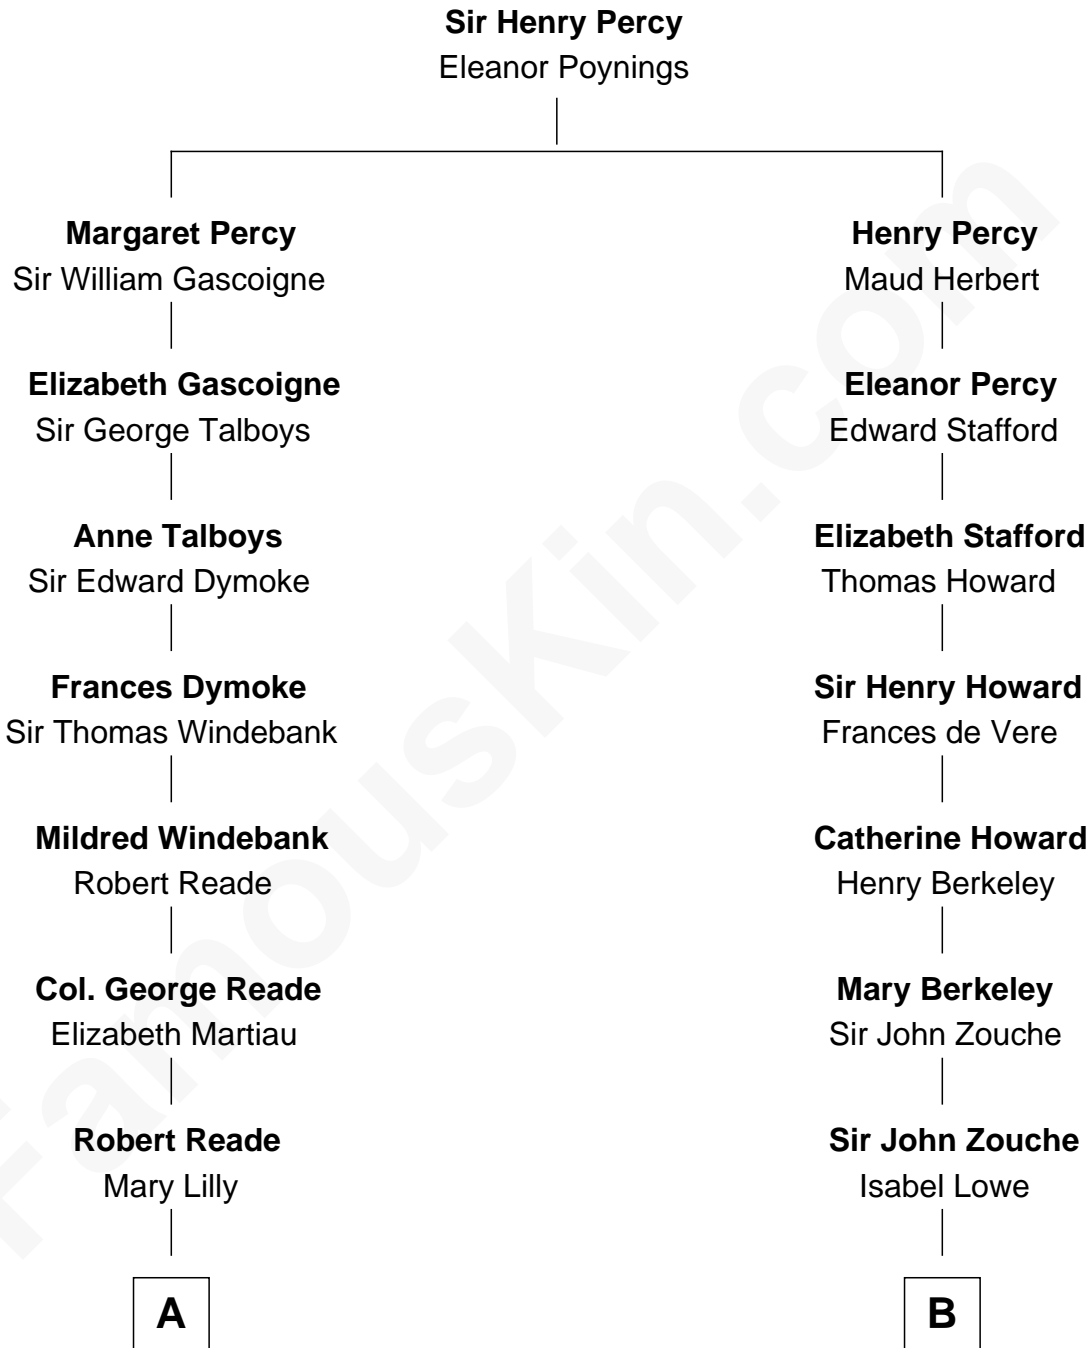 Sir Henry Percy
Eleanor Poynings
Margaret Percy
Sir William Gascoigne
Henry Percy
Maud Herbert
Elizabeth Gascoigne
Sir George Talboys
Eleanor Percy
Edward Stafford
Anne Talboys
Sir Edward Dymoke
Elizabeth Stafford
Thomas Howard
Frances Dymoke
Sir Thomas Windebank
Sir Henry Howard
Frances de Vere
Mildred Windebank
Robert Reade
Catherine Howard
Henry Berkeley
Col. George Reade
Elizabeth Martiau
Mary Berkeley
Sir John Zouche
Robert Reade
Mary Lilly
Sir John Zouche
Isabel Lowe
A
B
FamousKin.com